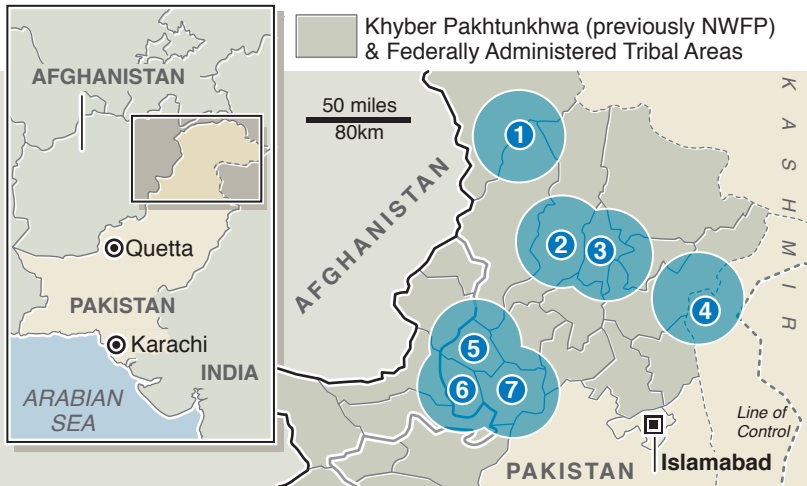 Khyber Pakhtunkhwa (previously NWFP)
& Federally Administered Tribal Areas
AFGHANISTAN
Quetta
PAKISTAN
Karachi
INDIA
ARABIAN
SEA
50 miles
80km
AFGHANISTAN
KASHMIR
1
2
3
4
5
6
7
Line of
Control
Islamabad
PAKISTAN